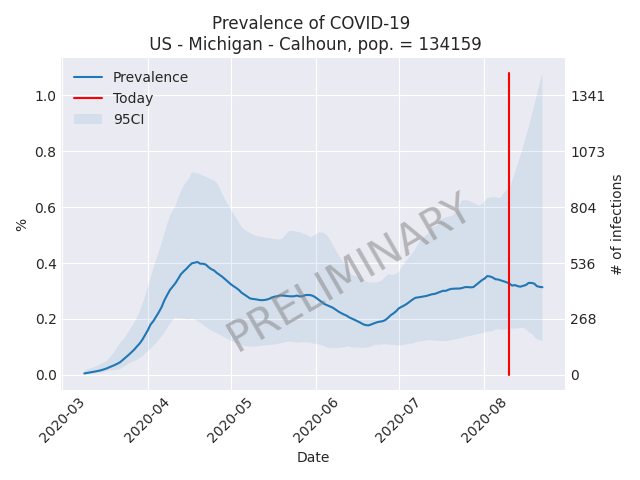 Prevalence of COVID-19
US - Michigan - Calhoun, pop. = 134159
Prevalence
Today
95CI
1.0
0.8
0.6
0.4
0.2
0.0
%
1341
1073
804
536
268
0
# of infections
PRELIMINARY
2020-03
2020-04
2020-05
2020-06
2020-07
2020-08
Date